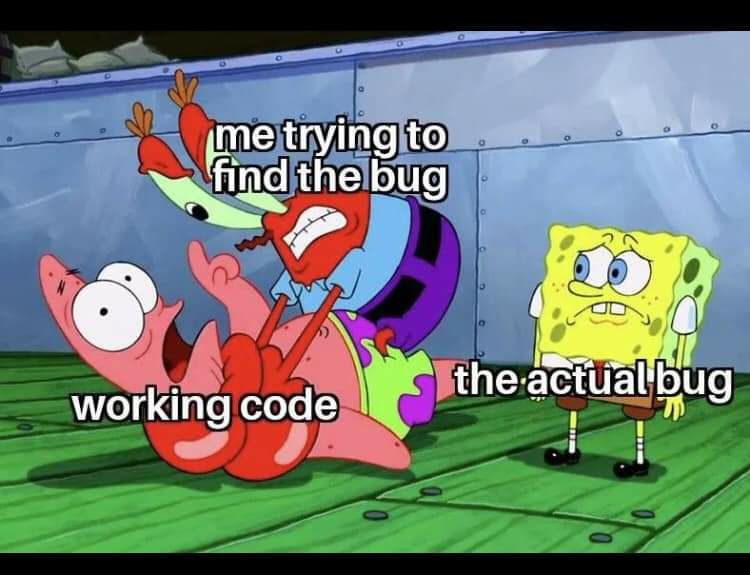 me trying to
find the bug
working code
the actual bug